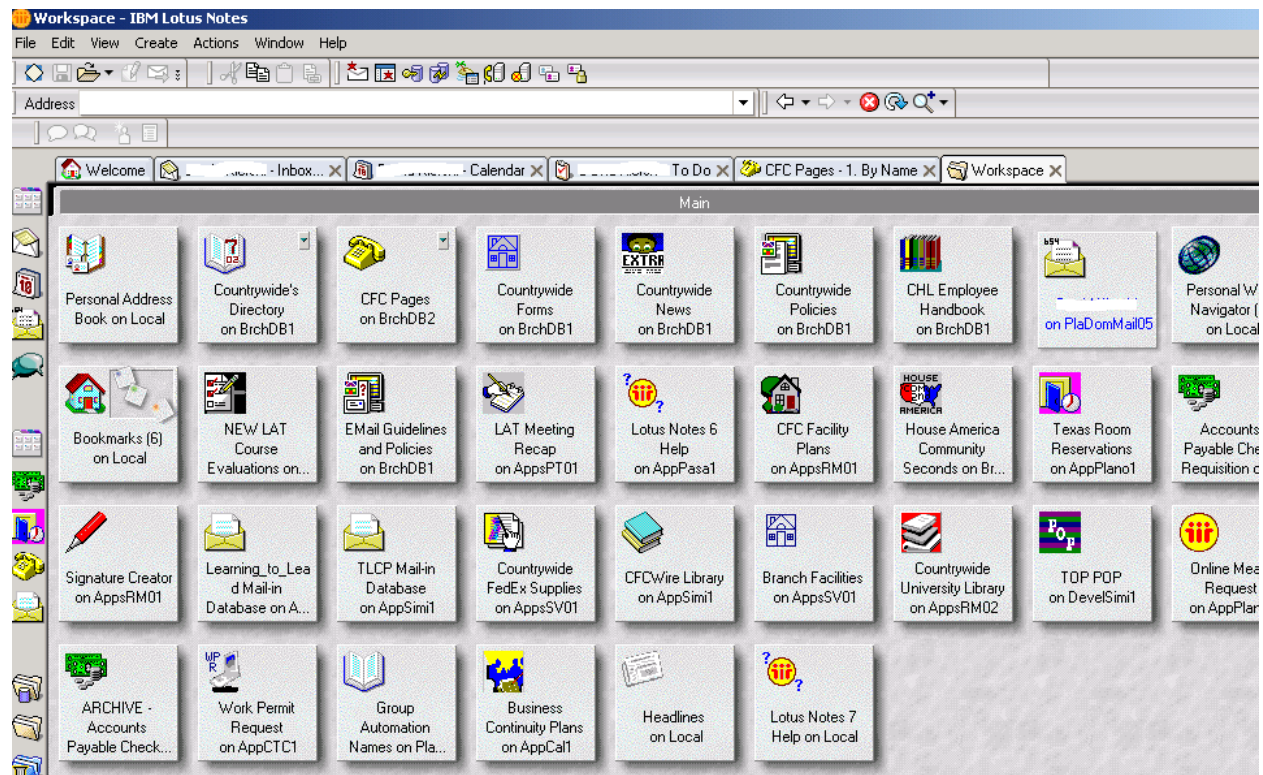 Workspace - IBM Lotus Notes
File Edit View Create Actions Window Help
Address
Welcome
- Inbox...
- Calendar
To Do
CFC Pages - 1. By Name
Workspace
Main
Personal Address
Book on Local
Countrywide's
Directory
on BrchDB1
CFC Pages
on BrchDB2
Countrywide
Forms
on BrchDB1
EXTRA
Countrywide
News
on BrchDB1
Countrywide
Policies
on BrchDB1
CHL Employee
Handbook
on BrchDB1
654
on PlaDomMail05
Personal W
Navigator (
on Local
Bookmarks (6)
on Local
NEW LAT
Course
Evaluations on...
EMail Guidelines
and Policies
on BrchDB1
LAT Meeting
Recap
on AppsPT01
Lotus Notes 6
Help
on AppPasa1
CFC Facility
Plans
on AppsRM01
HOUSE
AMERICA
House America
Community
Seconds on Br...
Texas Room
Reservations
on AppPlano1
Accounts
Payable Che
Requisition o
Signature Creator
on AppsRM01
Learning_to_Lea
d Mail-in
Database on A...
TLCP Mail-in
Database
on AppSimi1
Countrywide
FedEx Supplies
on AppsSV01
CFCWire Library
on AppSimi1
Branch Facilities
on AppsSV01
Countrywide
University Library
on AppsRM02
POP
TOP POP
on DevelSimi1
Online Mea
Request
on AppPlan
ARCHIVE -
Accounts
Payable Check...
WP
R
Work Permit
Request
on AppCTC1
Group
Automation
Names on Pla...
Business
Continuity Plans
on AppCal1
Headlines
on Local
Lotus Notes 7
Help on Local